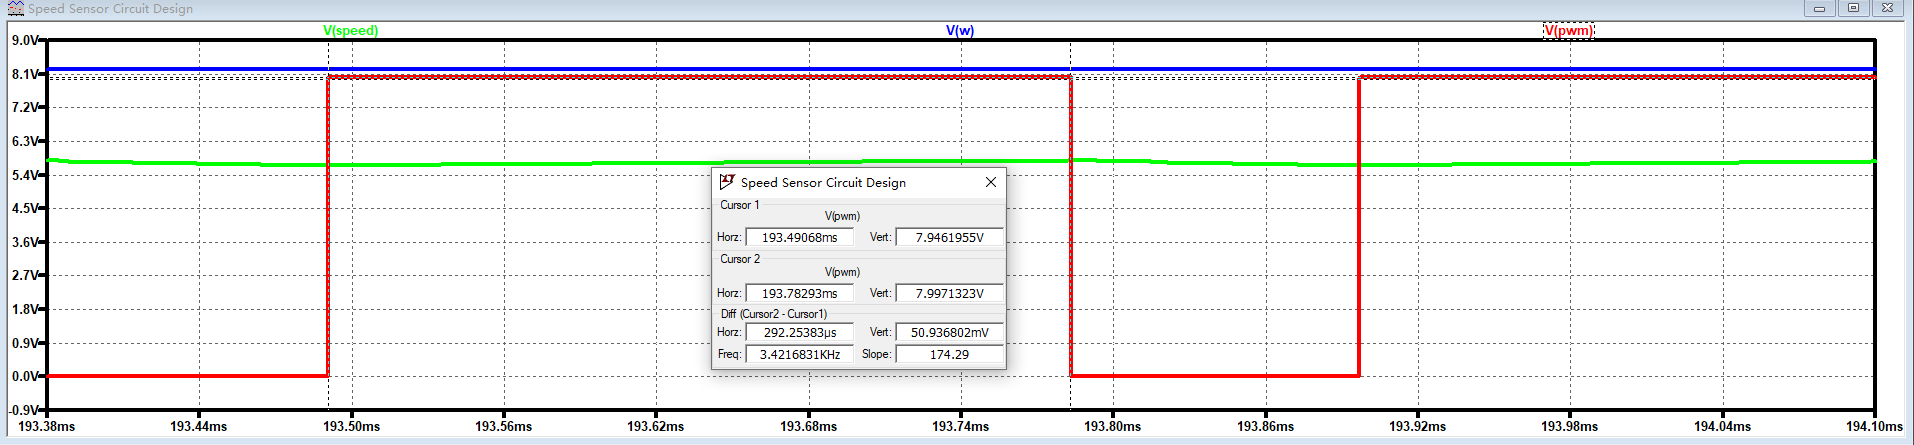 Speed Sensor Circuit Design
V(speed) V(w) V(pwm)
9.0V
8.1V
7.2V
6.3V
5.4V
4.5V
3.6V
2.7V
1.8V
0.9V
0.0V
-0.9V
Speed Sensor Circuit Design
Cursor 1
V(pwm)
Horz: 193.49068ms Vert: 7.9461955V
Cursor 2
V(pwm)
Horz: 193.78293ms Vert: 7.9971323V
Diff (Cursor2 - Cursor1)
Horz: 292.25383µs Vert: 50.936802mV
Freq: 3.4216831KHz Slope: 174.29
193.38ms 193.44ms 193.50ms 193.56ms 193.62ms 193.68ms 193.74ms 193.80ms 193.86ms 193.92ms 193.98ms 194.04ms 194.10ms